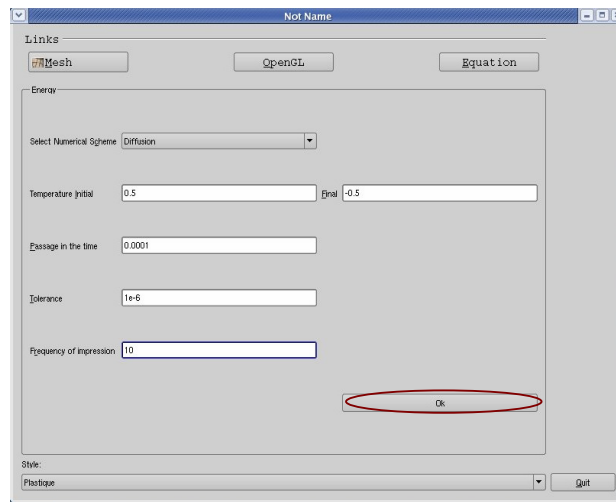 Not Name
Links
Mesh
OpenGL
Equation
Energy
Select Numerical Scheme Diffusion
Temperature Initial 0.5 Final -0.5
Passage in the time 0.0001
Tolerance 1e-6
Frequency of impression 10
Ok
Style:
Plastique
Quit